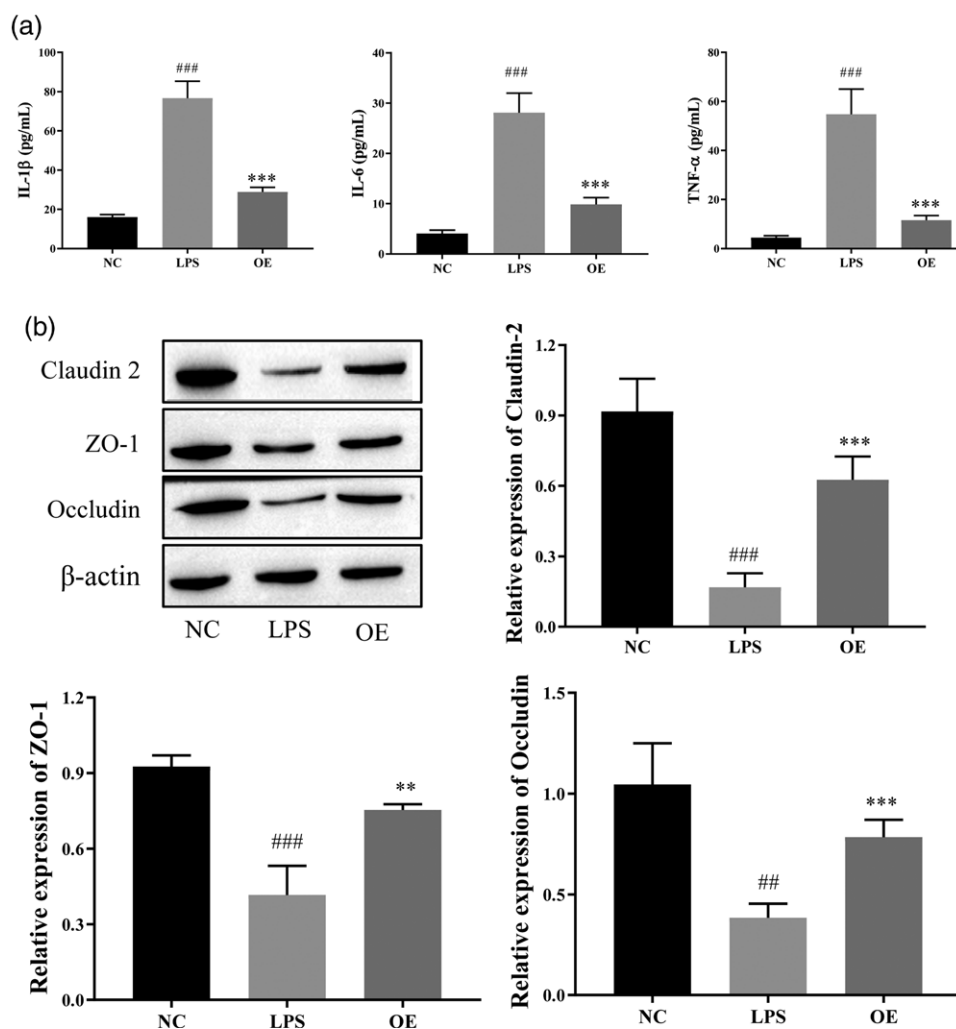 (a)
IL-1β (pg/mL)
100
80
60
40
20
0
###
***
NC LPS OE
IL-6 (pg/mL)
40
30
20
10
0
###
***
NC LPS OE
TNF-α (pg/mL)
80
60
40
20
0
###
***
NC LPS OE
(b)
Claudin 2
ZO-1
Occludin
β-actin
NC LPS OE
Relative expression of Claudin-2
1.2
0.9
0.6
0.3
0.0
###
***
NC LPS OE
Relative expression of ZO-1
1.2
0.9
0.6
0.3
0.0
###
**
NC LPS OE
Relative expression of Occludin
1.5
1.0
0.5
0.0
##
***
NC LPS OE